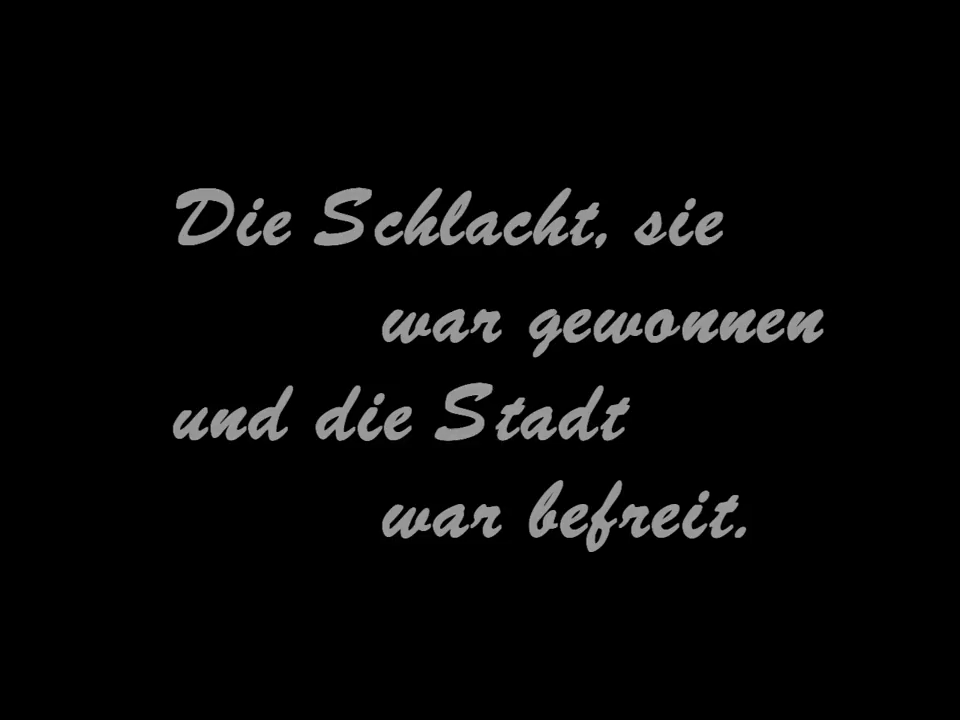 Die Schlacht, sie
war gewonnen
und die Stadt
war befreit.